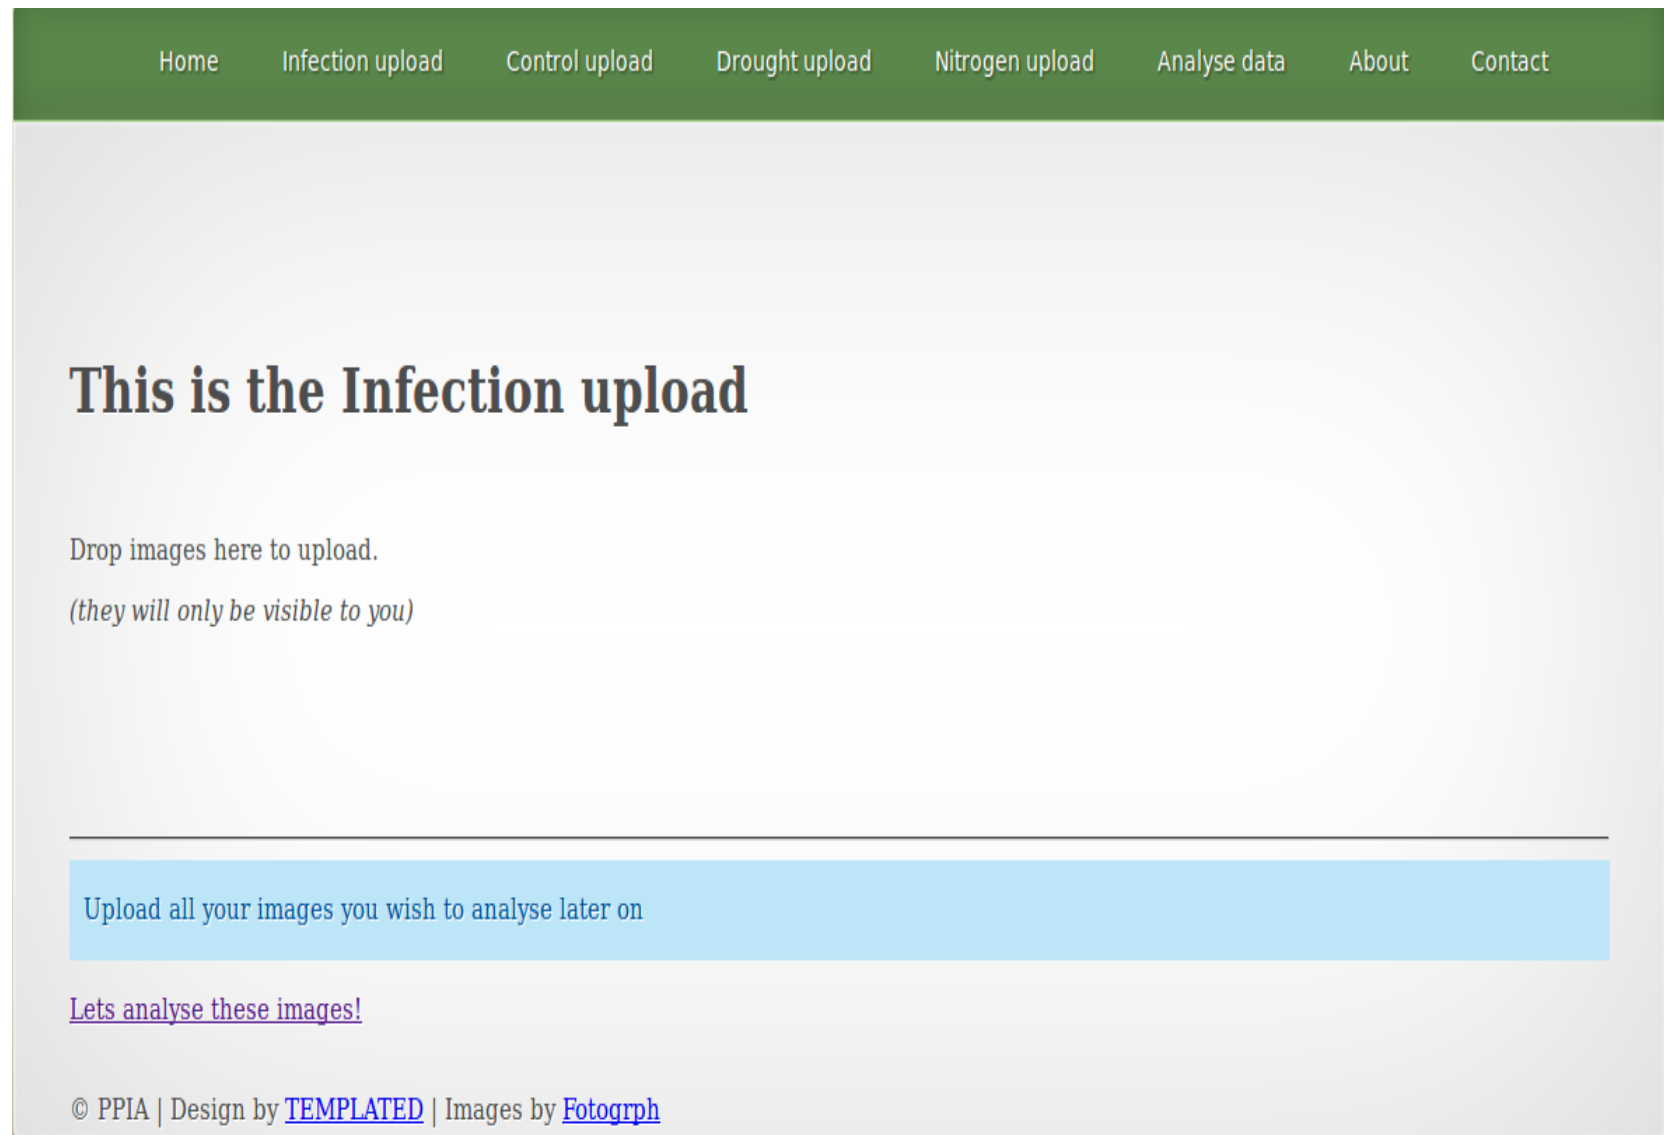 Home Infection upload Control upload Drought upload Nitrogen upload Analyse data About Contact
This is the Infection upload
Drop images here to upload.
(they will only be visible to you)
Upload all your images you wish to analyse later on
Lets analyse these images!
© PPIA | Design by TEMPLATED | Images by Fotogrph